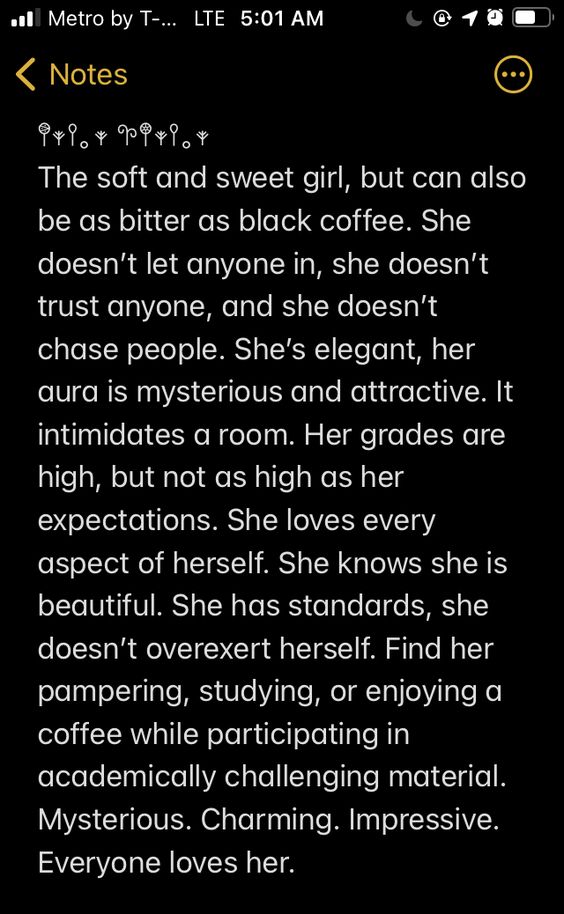 Metro by T-... LTE 5:01 AM
Notes
The soft and sweet girl, but can also
be as bitter as black coffee. She
doesn’t let anyone in, she doesn’t
trust anyone, and she doesn’t
chase people. She’s elegant, her
aura is mysterious and attractive. It
intimidates a room. Her grades are
high, but not as high as her
expectations. She loves every
aspect of herself. She knows she is
beautiful. She has standards, she
doesn’t overexert herself. Find her
pampering, studying, or enjoying a
coffee while participating in
academically challenging material.
Mysterious. Charming. Impressive.
Everyone loves her.